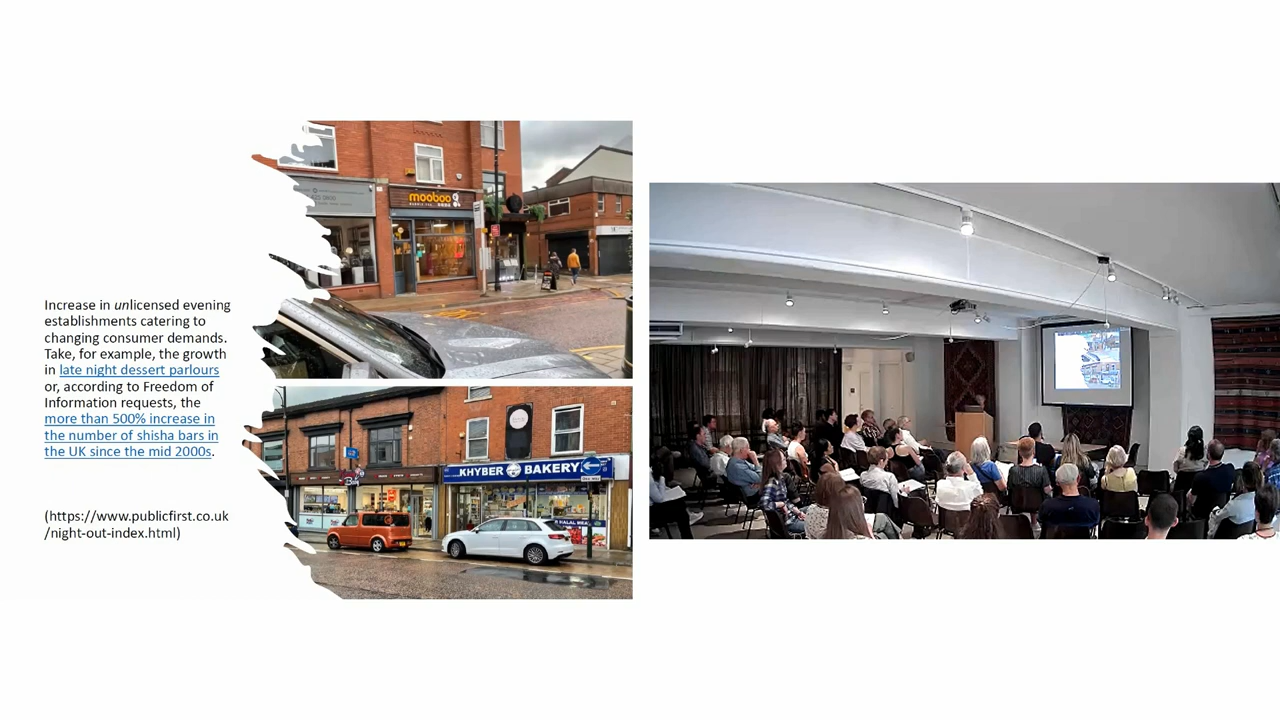 Increase in unlicensed evening
establishments catering to
changing consumer demands.
Take, for example, the growth
in late night dessert parlours
or, according to Freedom of
Information requests, the
more than 500% increase in
the number of shisha bars in
the UK since the mid 2000s.
(https://www.publicfirst.co.uk
/night-out-index.html)
mooboo
KHYBER BAKERY